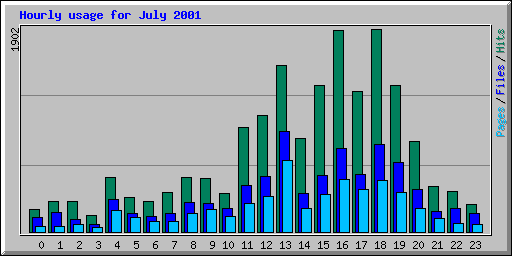 Hourly usage for July 2001
1902
Pages / Files / Hits
0 1 2 3 4 5 6 7 8 9 10 11 12 13 14 15 16 17 18 19 20 21 22 23